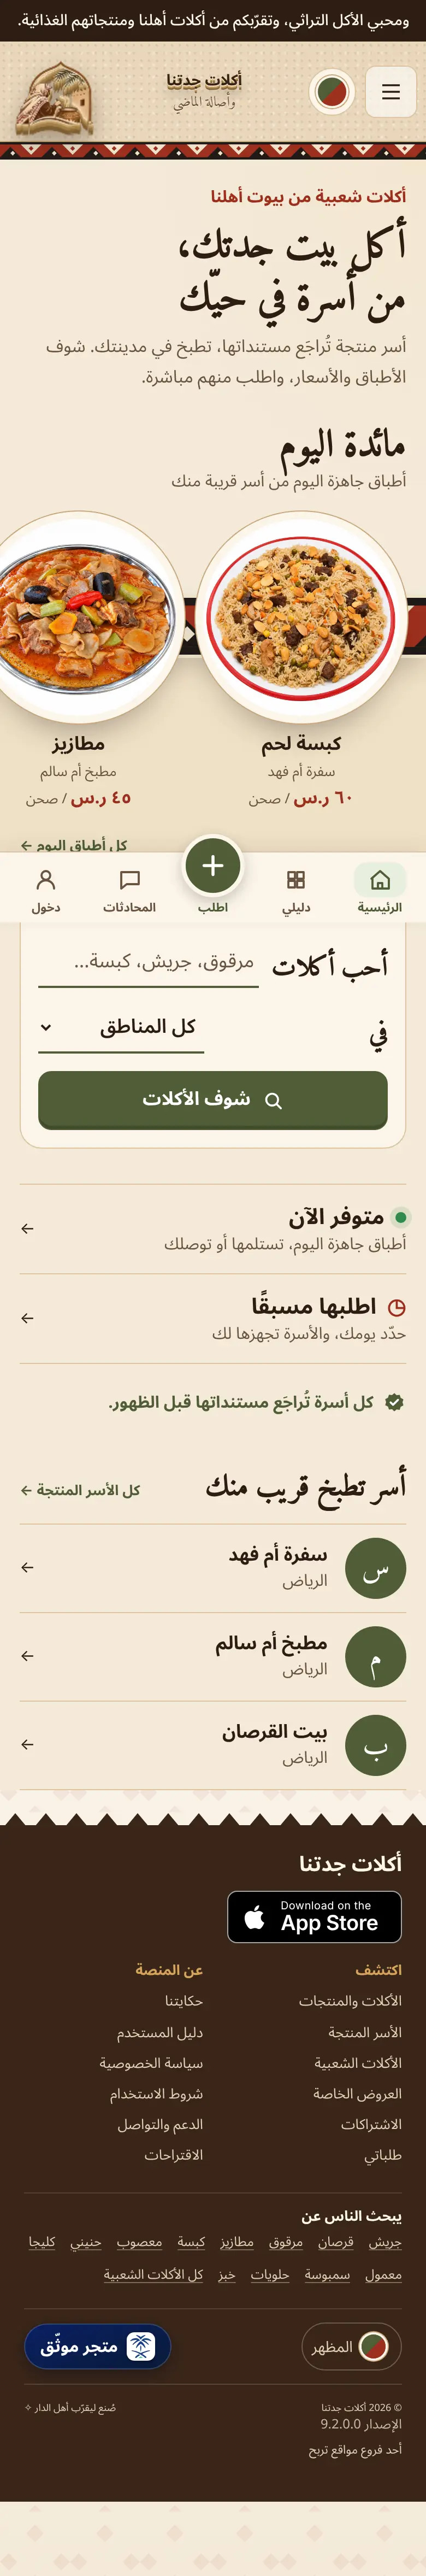 ومحبي الأكل التراثي، وتقرّبكم من أكلات أهلنا ومنتجاتهم الغذائية.
أكلات جدتنا
وأصالة الماضي
أكلات شعبية من بيوت أهلنا
أكل بيت جدتك،
من أسرة في حيّك
أسر منتجة تُراجَع مستنداتها، تطبخ في مدينتك. شوف
الأطباق والأسعار، واطلب منهم مباشرة.
مائدة اليوم
أطباق جاهزة اليوم من أسر قريبة منك
كبسة لحم
سفرة أم فهد
٦٠ ر.س / صحن
مطازيز
مطبخ أم سالم
٤٥ ر.س / صحن
كل أطباق اليوم ←
الرئيسية
دليلي
اطلب
المحادثات
دخول
أحب أكلات مرقوق، جريش، كبسة...
في كل المناطق
شوف الأكلات
متوفر الآن
أطباق جاهزة اليوم، تستلمها أو توصلك
←
اطلبها مسبقًا
حدّد يومك، والأسرة تجهزها لك
←
كل أسرة تُراجَع مستنداتها قبل الظهور.
أسر تطبخ قريب منك
كل الأسر المنتجة ←
س
سفرة أم فهد
الرياض
←
م
مطبخ أم سالم
الرياض
←
ب
بيت القرصان
الرياض
←
أكلات جدتنا
Download on the
App Store
اكتشف
الأكلات والمنتجات
الأسر المنتجة
الأكلات الشعبية
العروض الخاصة
الاشتراكات
طلباتي
عن المنصة
حكايتنا
دليل المستخدم
سياسة الخصوصية
شروط الاستخدام
الدعم والتواصل
الاقتراحات
يبحث الناس عن
جريش قرصان مرقوق مطازيز كبسة معصوب حنيني كليجا
معمول سمبوسة حلويات خبز كل الأكلات الشعبية
المظهر
متجر موثّق
© 2026 أكلات جدتنا
صُنع ليقرّب أهل الدار ✧
الإصدار 9.2.0.0
أحد فروع مواقع تربح